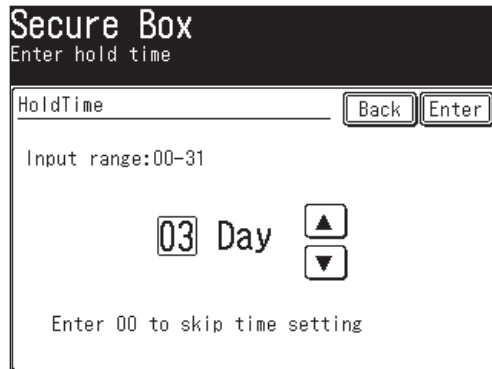 Secure Box
Enter hold time
HoldTime
Back Enter
Input range:00-31
03 Day
▲
▼
Enter 00 to skip time setting